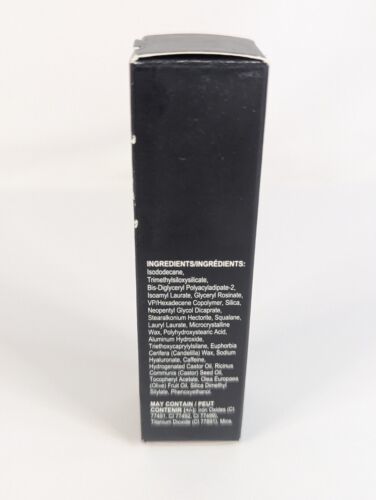 INGREDIENTS/INGRÉDIENTS:
Isododecane,
Trimethylsiloxysilicate,
Bis-Diglyceryl Polyacyladipate-2,
Isoamyl Laurate, Glyceryl Rosinate,
VP/Hexadecene Copolymer, Silica,
Neopentyl Glycol Dicaprate,
Stearalkonium Hectorite, Squalane,
Lauryl Laurate, Microcrystalline
Wax, Polyhydroxystearic Acid,
Aluminum Hydroxide,
Triethoxycaprylylsilane, Euphorbia
Cerifera (Candelilla) Wax, Sodium
Hyaluronate, Caffeine,
Hydrogenated Castor Oil, Ricinus
Communis (Castor) Seed Oil,
Tocopheryl Acetate, Olea Europaea
(Olive) Fruit Oil, Silica Dimethyl
Silylate, Phenoxyethanol.
MAY CONTAIN / PEUT
CONTENIR [+/-]: Iron Oxides (CI
77491, CI 77492, CI 77499),
Titanium Dioxide (CI 77891), Mica.